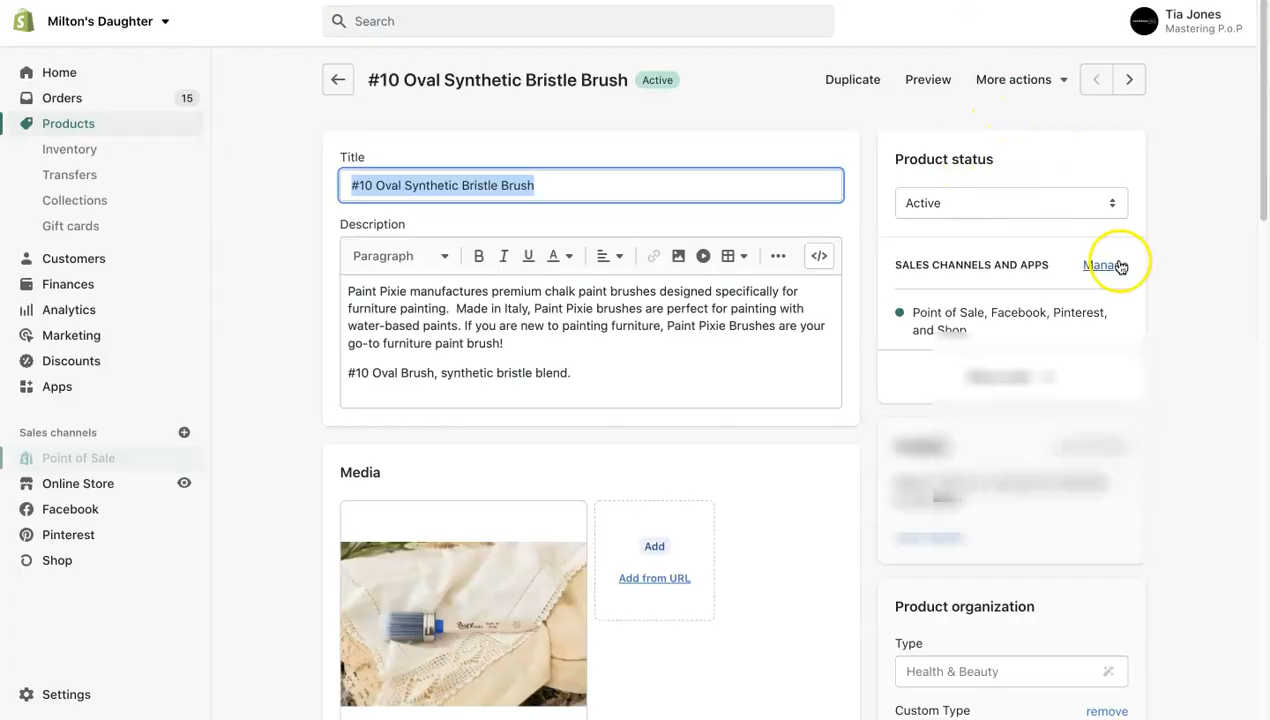 Milton's Daughter
Search
Tia Jones
Mastering P.o.P
Home
Orders
15
Products
Inventory
Transfers
Collections
Gift cards
Customers
Finances
Analytics
Marketing
Discounts
Apps
Sales channels
Point of Sale
Online Store
Facebook
Pinterest
Shop
Settings
#10 Oval Synthetic Bristle Brush
Active
Duplicate
Preview
More actions
Title
#10 Oval Synthetic Bristle Brush
Description
Paragraph
B I U A
</>
Paint Pixie manufactures premium chalk paint brushes designed specifically for
furniture painting. Made in Italy, Paint Pixie brushes are perfect for painting with
water-based paints. If you are new to painting furniture, Paint Pixie Brushes are your
go-to furniture paint brush!
#10 Oval Brush, synthetic bristle blend.
Media
Add
Add from URL
Product status
Active
SALES CHANNELS AND APPS
Manage
Point of Sale, Facebook, Pinterest,
and Shop
Product organization
Type
Health & Beauty
Custom Type
remove